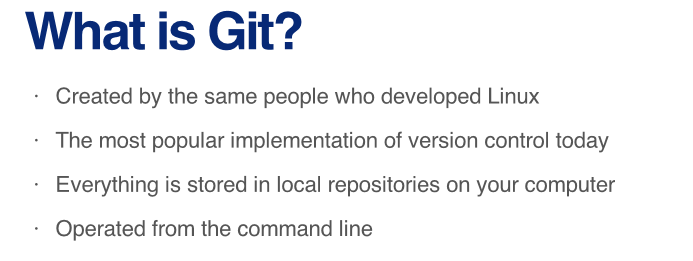 What is Git?
· Created by the same people who developed Linux
· The most popular implementation of version control today
· Everything is stored in local repositories on your computer
· Operated from the command line